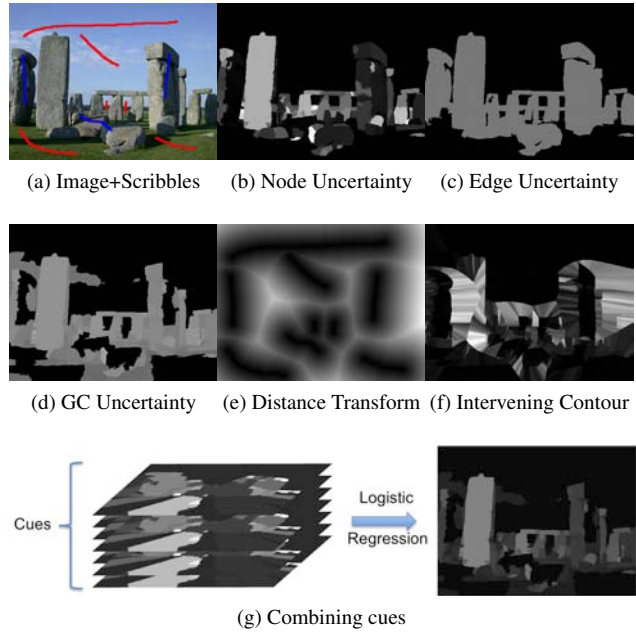 (a) Image+Scribbles
(b) Node Uncertainty
(c) Edge Uncertainty
(d) GC Uncertainty
(e) Distance Transform
(f) Intervening Contour
Cues
Logistic
Regression
(g) Combining cues